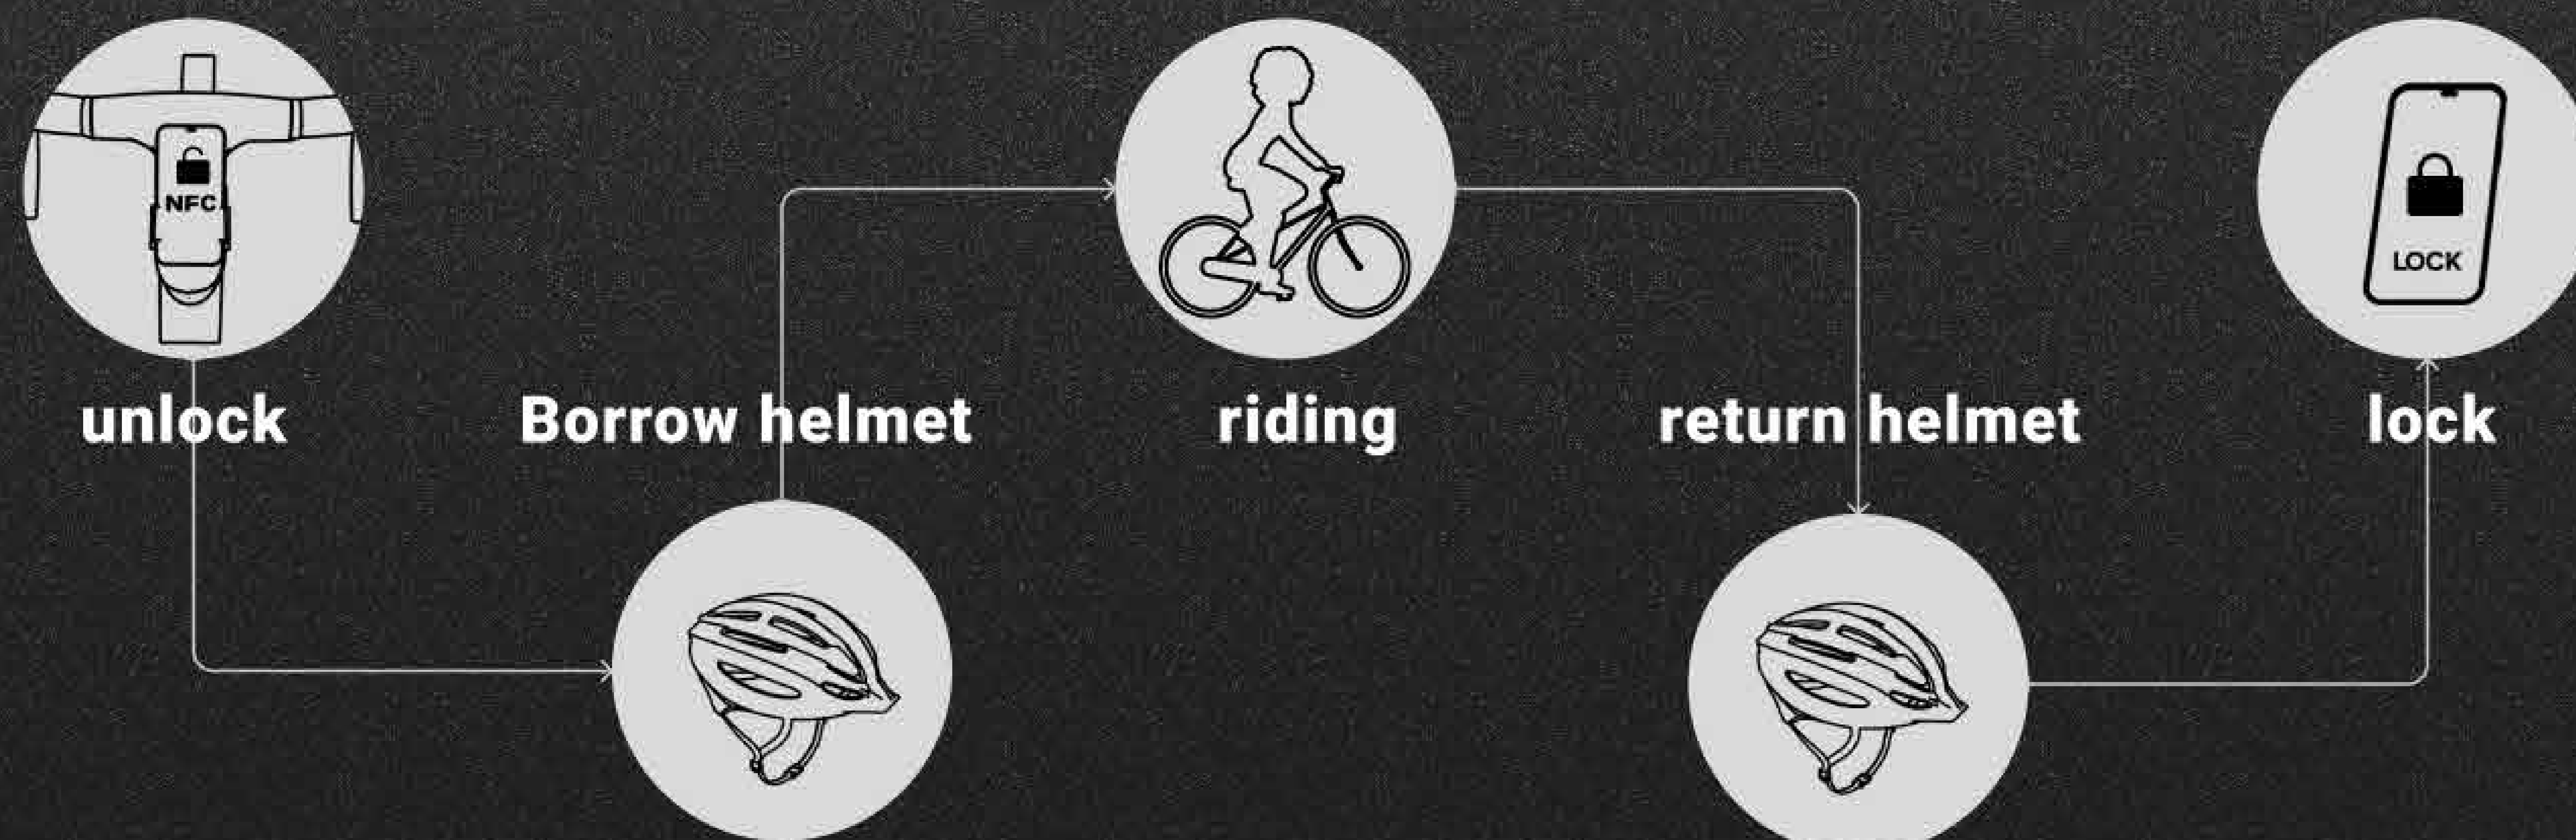 NFC
LOCK
unlock
Borrow helmet
riding
return helmet
lock